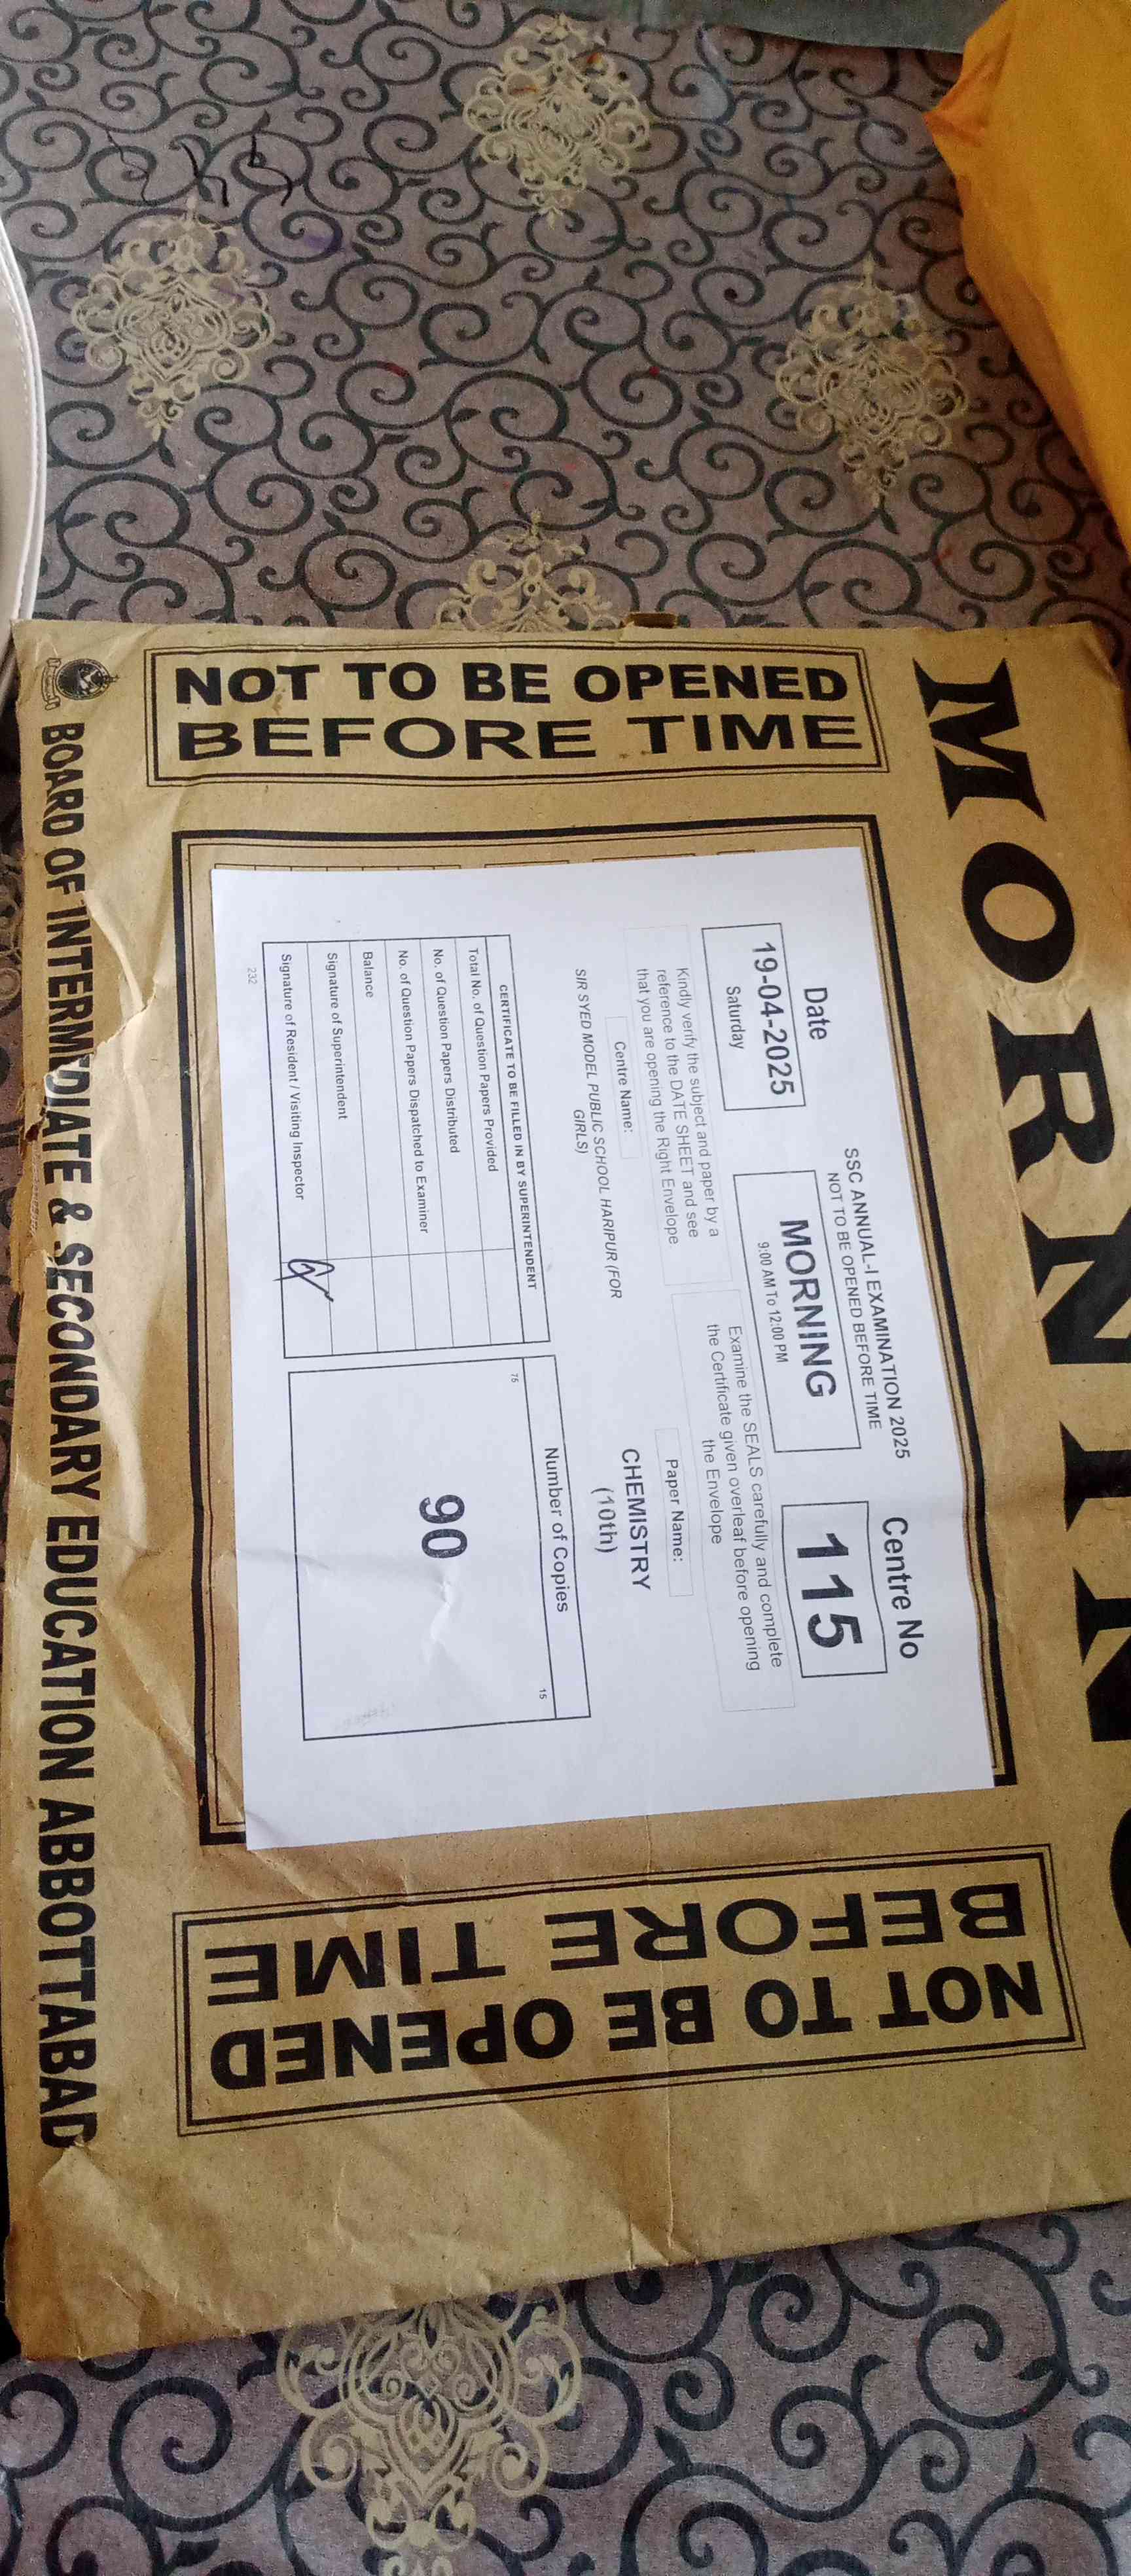 MORNING
NOT TO BE OPENED
BEFORE TIME
SSC ANNUAL-I EXAMINATION 2025
NOT TO BE OPENED BEFORE TIME
Date
19-04-2025
Saturday
MORNING
9:00 AM To 12:00 PM
Centre No
115
Kindly verify the subject and paper by a
reference to the DATE SHEET and see
that you are opening the Right Envelope
Examine the SEALS carefully and complete
the Certificate given overleaf before opening
the Envelope
Centre Name:
SIR SYED MODEL PUBLIC SCHOOL HARIPUR (FOR
GIRLS)
Paper Name:
CHEMISTRY
(10th)
CERTIFICATE TO BE FILLED IN BY SUPERINTENDENT
Total No. of Question Papers Provided
No. of Question Papers Distributed
No. of Question Papers Dispatched to Examiner
Balance
Signature of Superintendent
Signature of Resident / Visiting Inspector
232
Number of Copies
75
15
90
NOT TO BE OPENED
BEFORE TIME
BOARD OF INTERMEDIATE & SECONDARY EDUCATION ABBOTTABAD